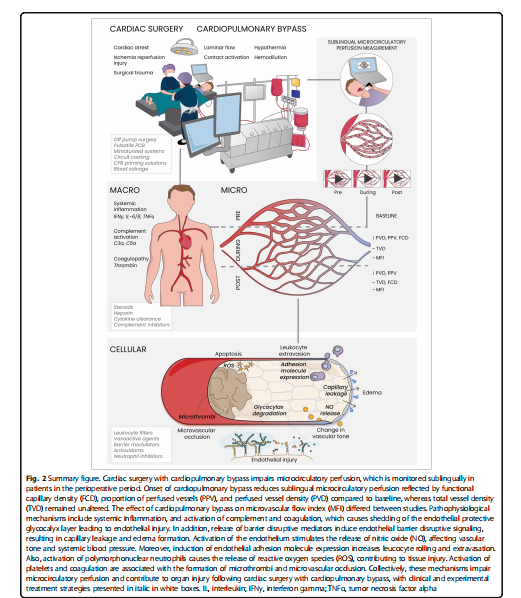 CARDIAC SURGERY
CARDIOPULMONARY BYPASS
SUBLINGUAL MICROCIRCULATORY
PERFUSION MEASUREMENT
Cardiac arrest
Ischemia reperfusion
injury
Surgical trauma
Laminar flow
Contact activation
Hypothermia
Hemodilution
Off pump surgery
Pulsatile PCB
Miniaturized systems
Circuit coating
CPB priming solutions
Blood salvage
Pre
During
Post
MACRO
MICRO
Systemic
inflammation
IFNγ, IL-6/8, TNFα
Complement
activation
C3a, C5a
Coagulopathy
Thrombin
Steroids
Heparin
Cytokine clearance
Complement inhibitors
PRE
DURING
POST
BASELINE
↓ PVD, PPV, FCD
- TVD
~ MFI
↓ PVD, PPV
- TVD, FCD
~ MFI
CELLULAR
Apoptosis
Leukocyte
extravasation
ROS
Adhesion
molecule
expression
Capillary
leakage
Edema
Glycocalyx
degradation
NO
release
Microthrombi
Microvascular
occlusion
Change in
vascular tone
Endothelial injury
Leukocyte filters
Vasoactive agents
Barrier modulators
Antioxidants
Neutrophil inhibitors
Fig. 2 Summary figure. Cardiac surgery with cardiopulmonary bypass impairs microcirculatory perfusion, which is monitored sublingually in
patients in the perioperative period. Onset of cardiopulmonary bypass reduces sublingual microcirculatory perfusion reflected by functional
capillary density (FCD), proportion of perfused vessels (PPV), and perfused vessel density (PVD) compared to baseline, whereas total vessel density
(TVD) remained unaltered. The effect of cardiopulmonary bypass on microvascular flow index (MFI) differed between studies. Pathophysiological
mechanisms include systemic inflammation, and activation of complement and coagulation, which causes shedding of the endothelial protective
glycocalyx layer leading to endothelial injury. In addition, release of barrier disruptive mediators induce endothelial barrier disruptive signaling,
resulting in capillary leakage and edema formation. Activation of the endothelium stimulates the release of nitric oxide (NO), affecting vascular
tone and systemic blood pressure. Moreover, induction of endothelial adhesion molecule expression increases leukocyte rolling and extravasation.
Also, activation of polymorphonuclear neutrophils causes the release of reactive oxygen species (ROS), contributing to tissue injury. Activation of
platelets and coagulation are associated with the formation of microthrombi and microvascular occlusion. Collectively, these mechanisms impair
microcirculatory perfusion and contribute to organ injury following cardiac surgery with cardiopulmonary bypass, with clinical and experimental
treatment strategies presented in italic in white boxes. IL, interleukin; IFNγ, interferon gamma; TNFα, tumor necrosis factor alpha